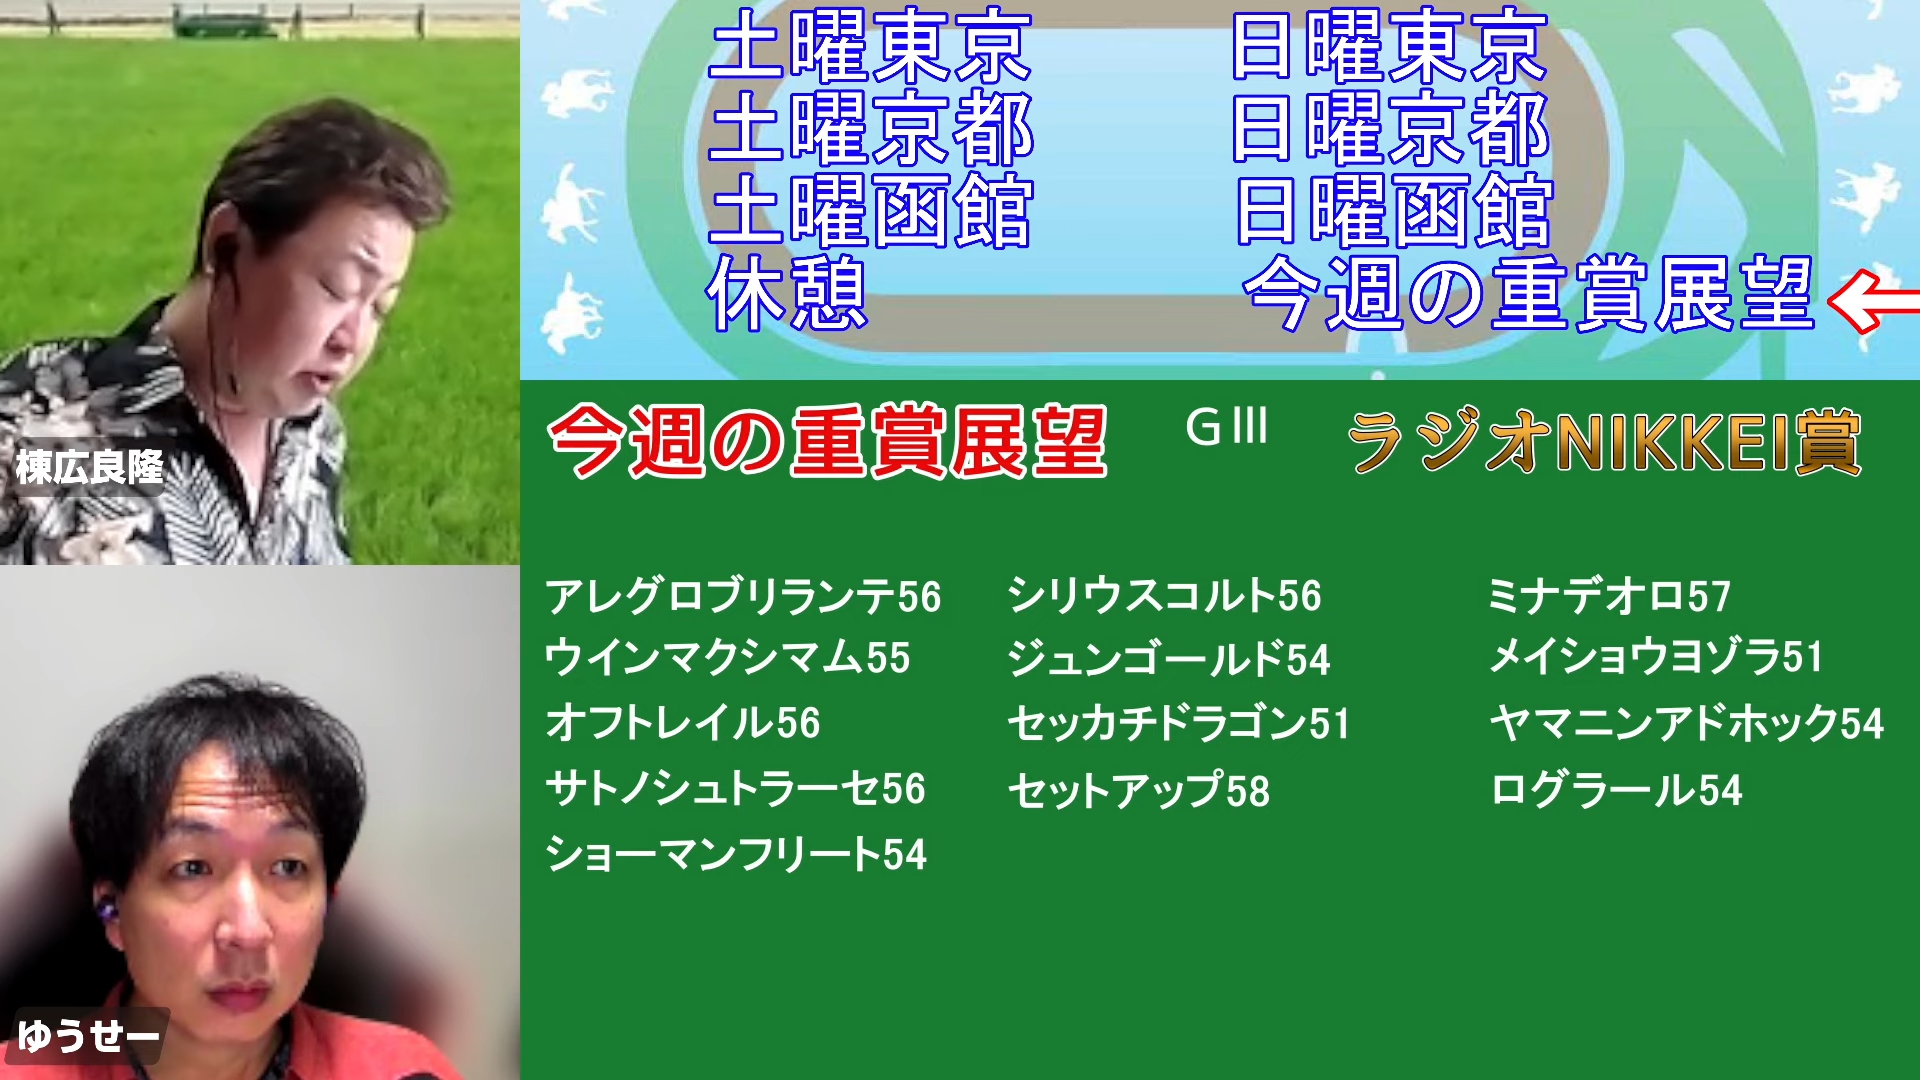 土曜東京
日曜東京
土曜京都
日曜京都
土曜函館
日曜函館
休憩
今週の重賞展望
今週の重賞展望
GⅢ
ラジオNIKKEI賞
棟広良隆
アレグロブリランテ56
シリウスコルト56
ミナデオロ57
ウインマクシマム55
ジュンゴールド54
メイショウヨゾラ51
オフトレイル56
セッカチドラゴン51
ヤマニンアドホック54
サトノシュトラーセ56
セットアップ58
ログラール54
ショーマンフリート54
ゆうせー